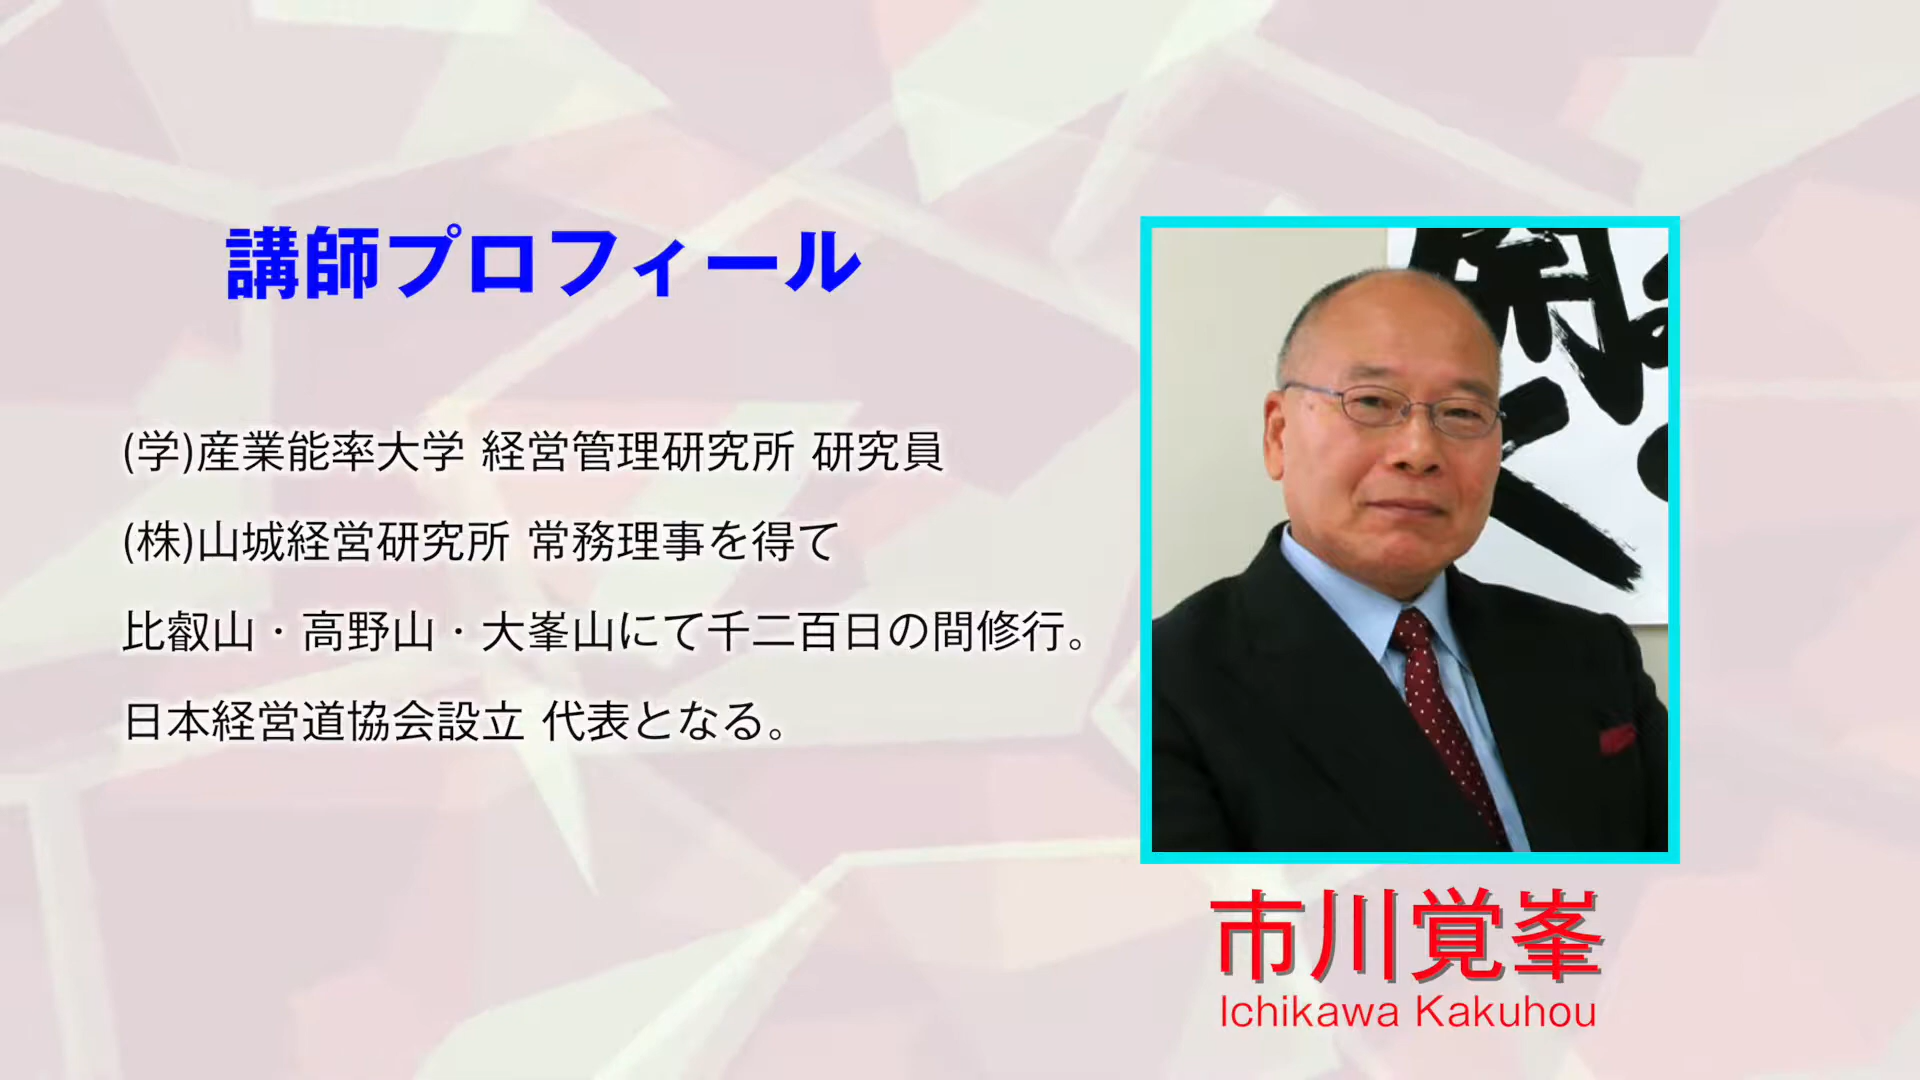 講師プロフィール
(学)産業能率大学 経営管理研究所 研究員
(株)山城経営研究所 常務理事を得て
比叡山・高野山・大峯山にて千二百日の間修行。
日本経営道協会設立 代表となる。
市川覚峯
Ichikawa Kakuhou